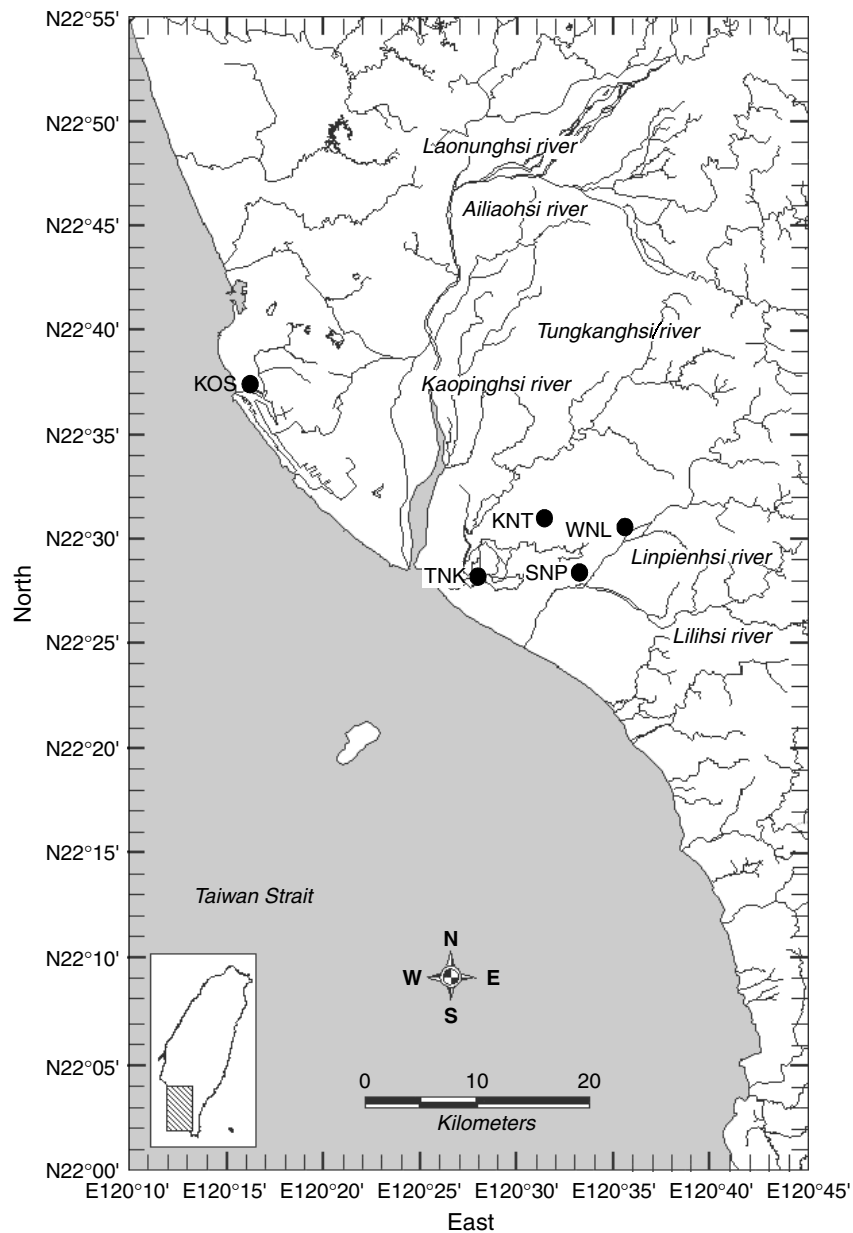 N22°55'
N22°50'
Laonunghsi river
Ailiaohsi river
N22°45'
N22°40'
Tungkanghsi river
KOS
Kaopinghsi river
N22°35'
KNT
WNL
N22°30'
Linpienhsi river
TNK
SNP
North
Lilihsi river
N22°25'
N22°20'
N22°15'
Taiwan Strait
N
N22°10'
W E
S
N22°05'
0 10 20
Kilometers
N22°00'
E120°10' E120°15' E120°20' E120°25' E120°30' E120°35' E120°40' E120°45'
East